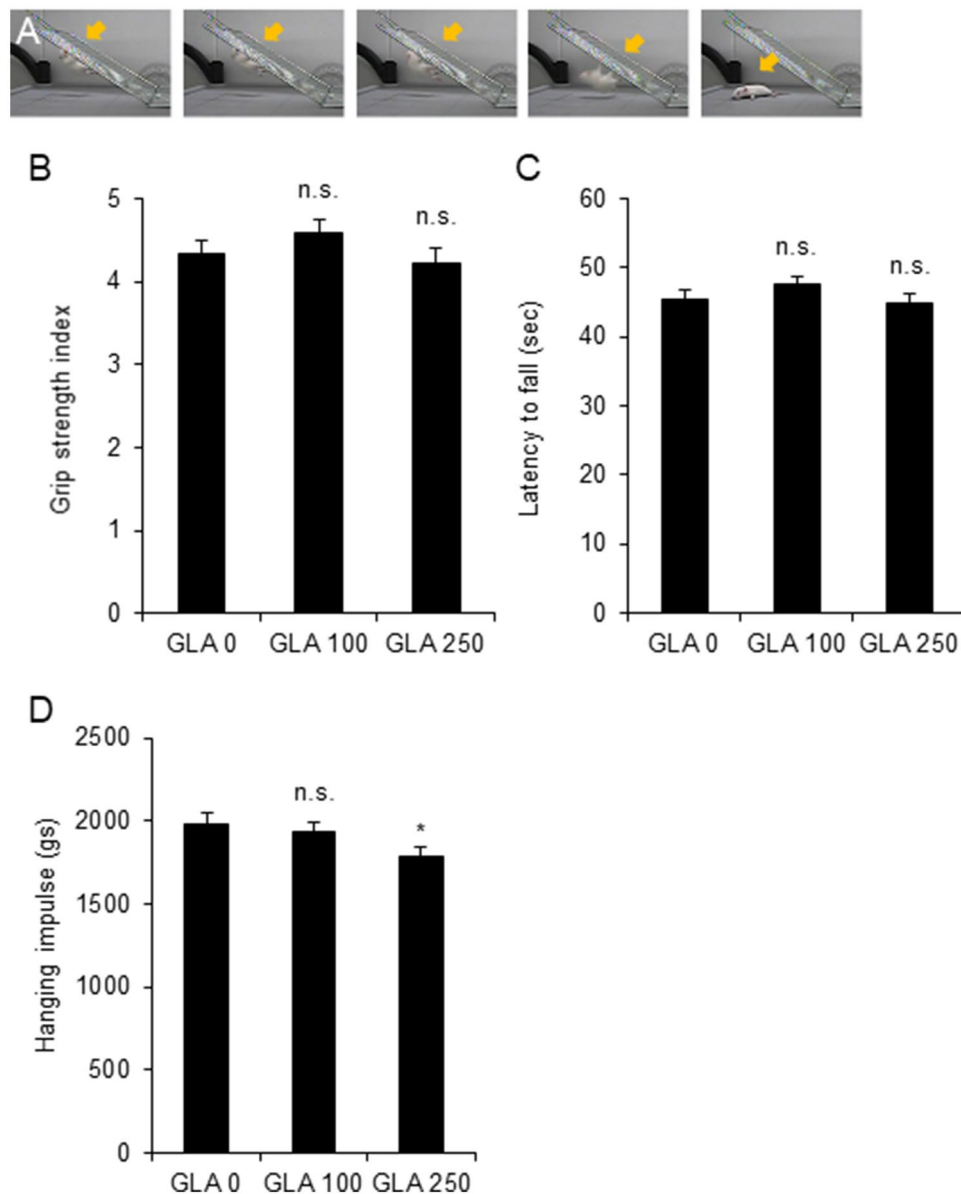 A
B
Grip strength index
5
4
3
2
1
0
n.s.
n.s.
GLA 0 GLA 100 GLA 250
C
Latency to fall (sec)
60
50
40
30
20
10
0
n.s.
n.s.
GLA 0 GLA 100 GLA 250
D
Hanging impulse (gs)
2500
2000
1500
1000
500
0
n.s.
*
GLA 0 GLA 100 GLA 250